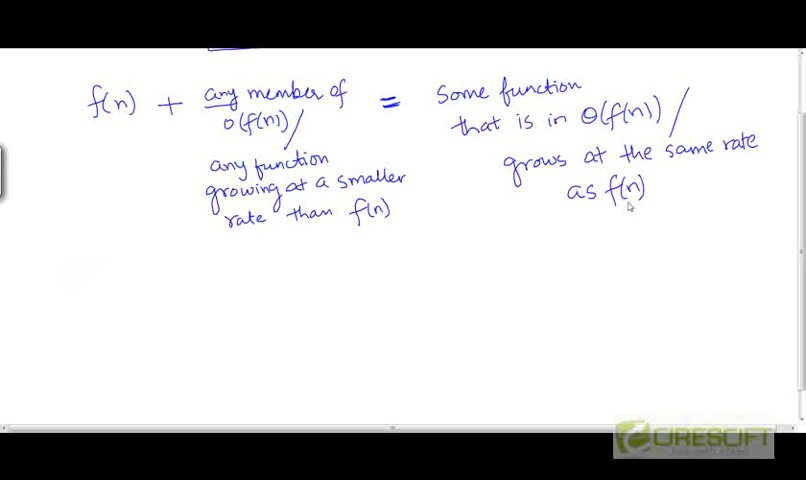 f(n) + any member of = Some function
o(f(n)) / that is in Θ(f(n)) /
any function grows at the same rate
growing at a smaller as f(n)
rate than f(n)
CIRESCIFT